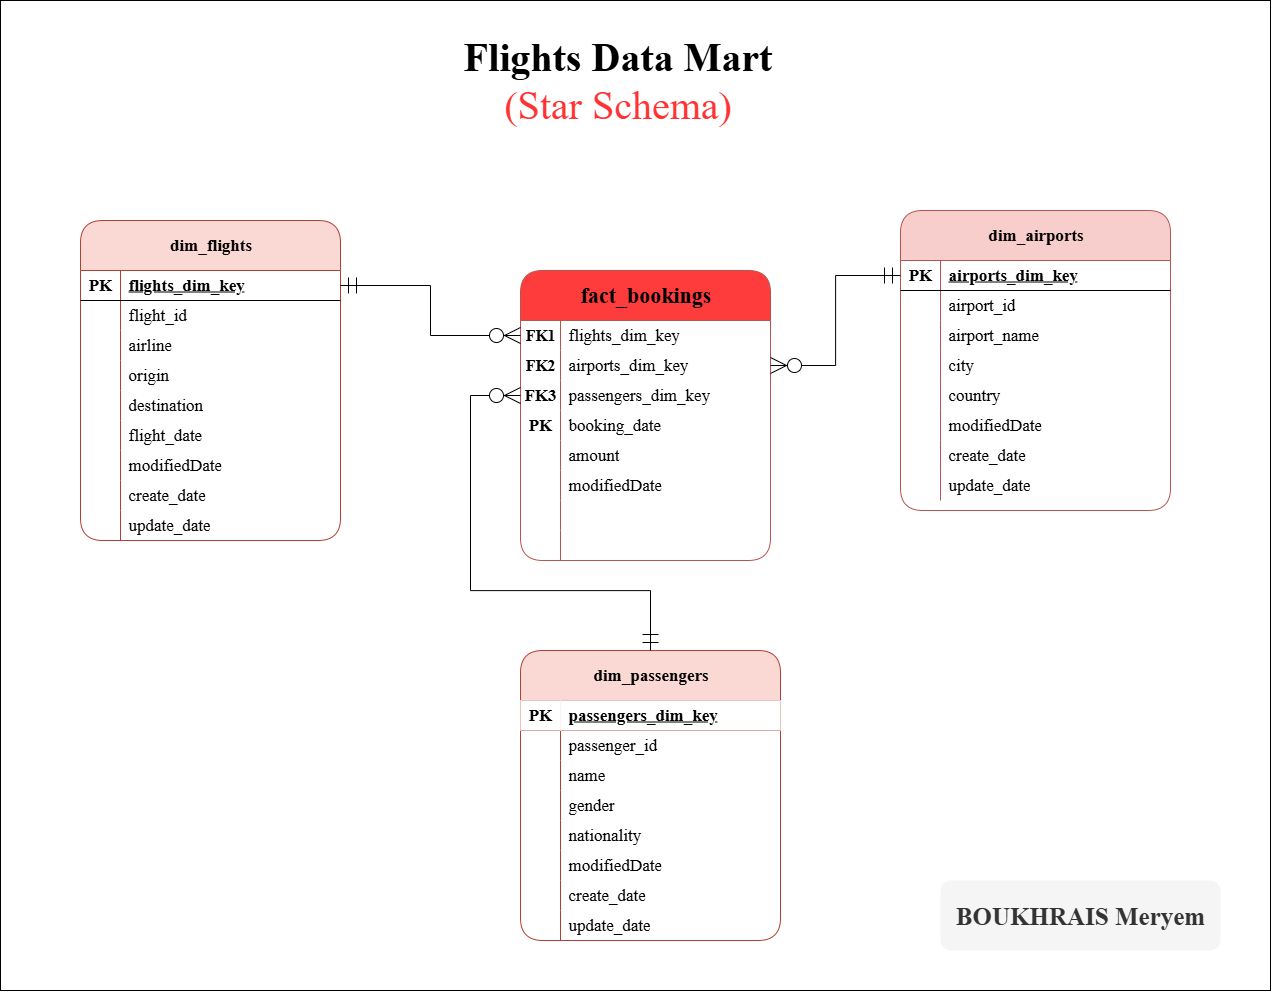 Flights Data Mart
(Star Schema)
dim_flights
PK flights_dim_key
flight_id
airline
origin
destination
flight_date
modifiedDate
create_date
update_date
fact_bookings
FK1 flights_dim_key
FK2 airports_dim_key
FK3 passengers_dim_key
PK booking_date
amount
modifiedDate
dim_airports
PK airports_dim_key
airport_id
airport_name
city
country
modifiedDate
create_date
update_date
dim_passengers
PK passengers_dim_key
passenger_id
name
gender
nationality
modifiedDate
create_date
update_date
BOUKHRAIS Meryem